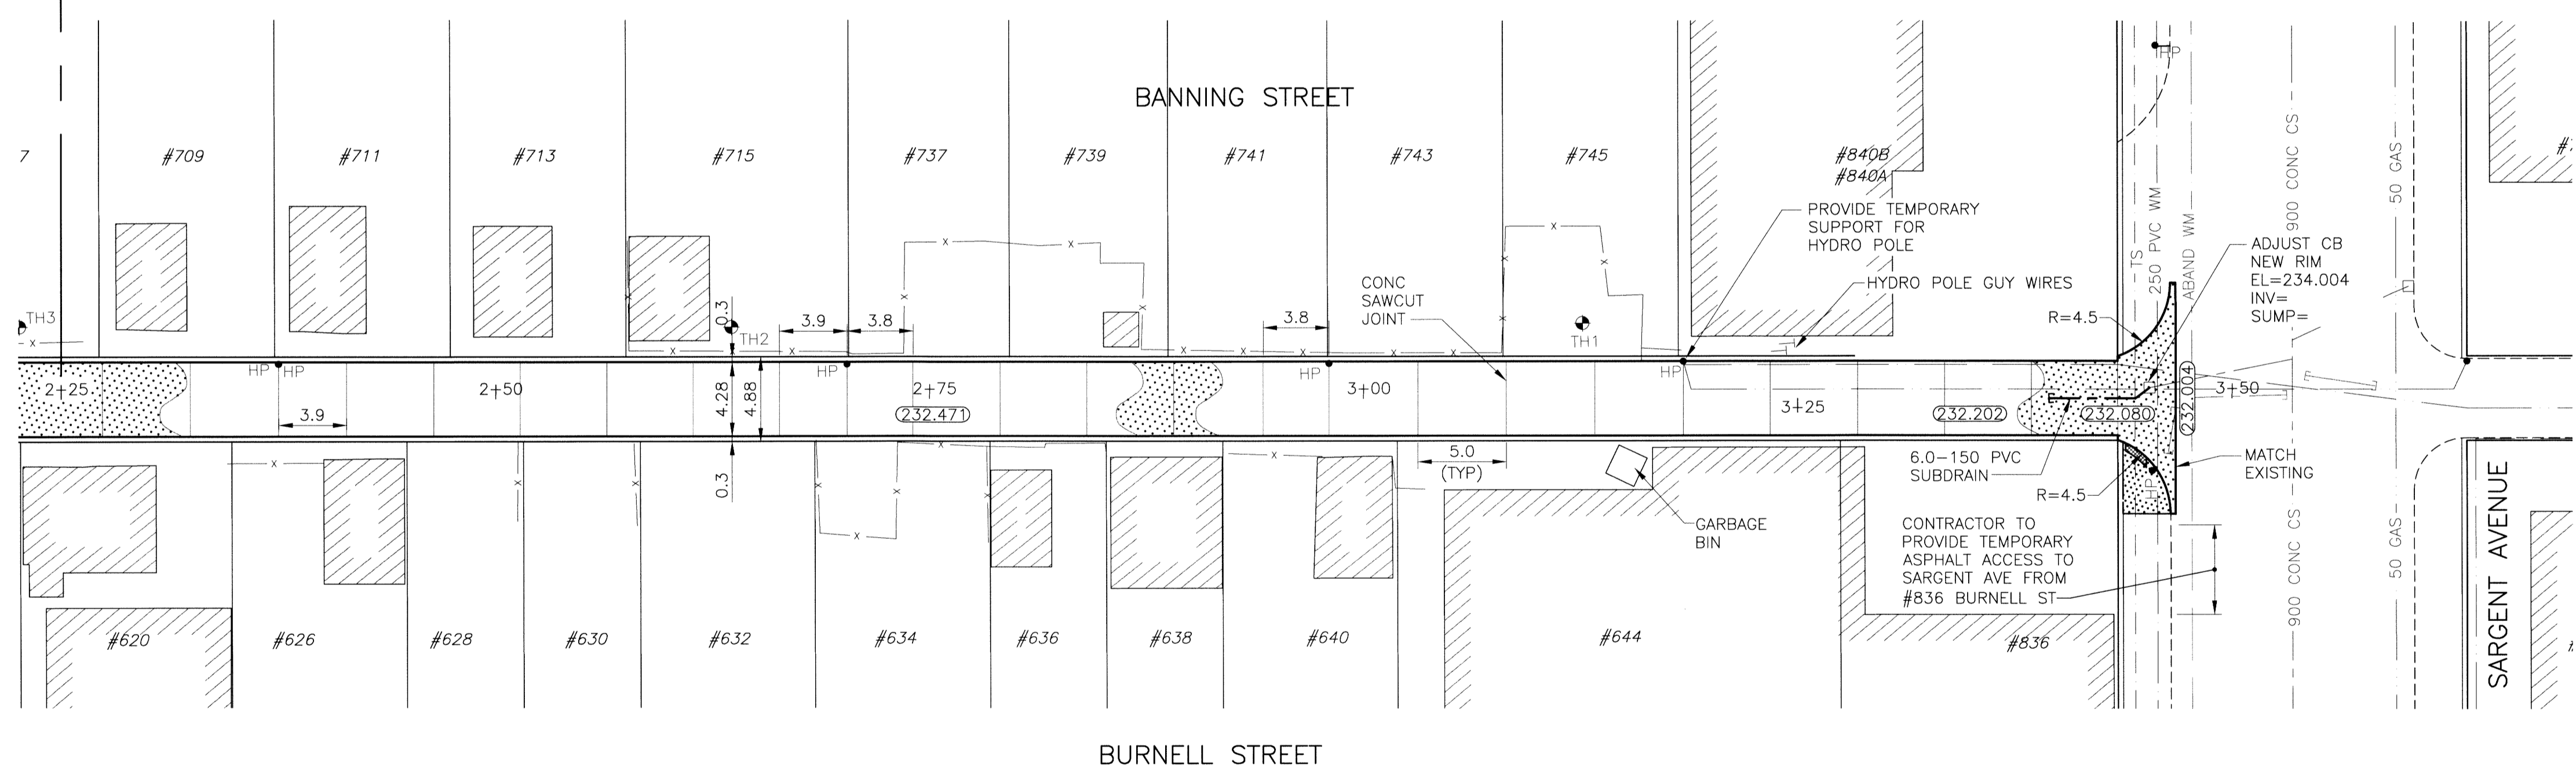 BANNING STREET
7
#709
#711
#713
#715
#737
#739
#741
#743
#745
#840B
#840A
HP
PROVIDE TEMPORARY
SUPPORT FOR
HYDRO POLE
HYDRO POLE GUY WIRES
CONC
SAWCUT
JOINT
TS
250 PVC WM
ABAND WM
900 CONC CS
50 GAS
ADJUST CB
NEW RIM
EL=234.004
INV=
SUMP=
R=4.5
TH3
TH2
TH1
0.3
3.9
3.8
3.8
HP
HP
HP
HP
HP
2+25
2+50
2+75
3+00
3+25
3+50
3.9
4.28
4.88
232.471
232.202
232.080
232.004
0.3
5.0
(TYP)
6.0-150 PVC
SUBDRAIN
R=4.5
HP
MATCH
EXISTING
GARBAGE
BIN
CONTRACTOR TO
PROVIDE TEMPORARY
ASPHALT ACCESS TO
SARGENT AVE FROM
#836 BURNELL ST
900 CONC CS
50 GAS
SARGENT AVENUE
#620
#626
#628
#630
#632
#634
#636
#638
#640
#644
#836
BURNELL STREET